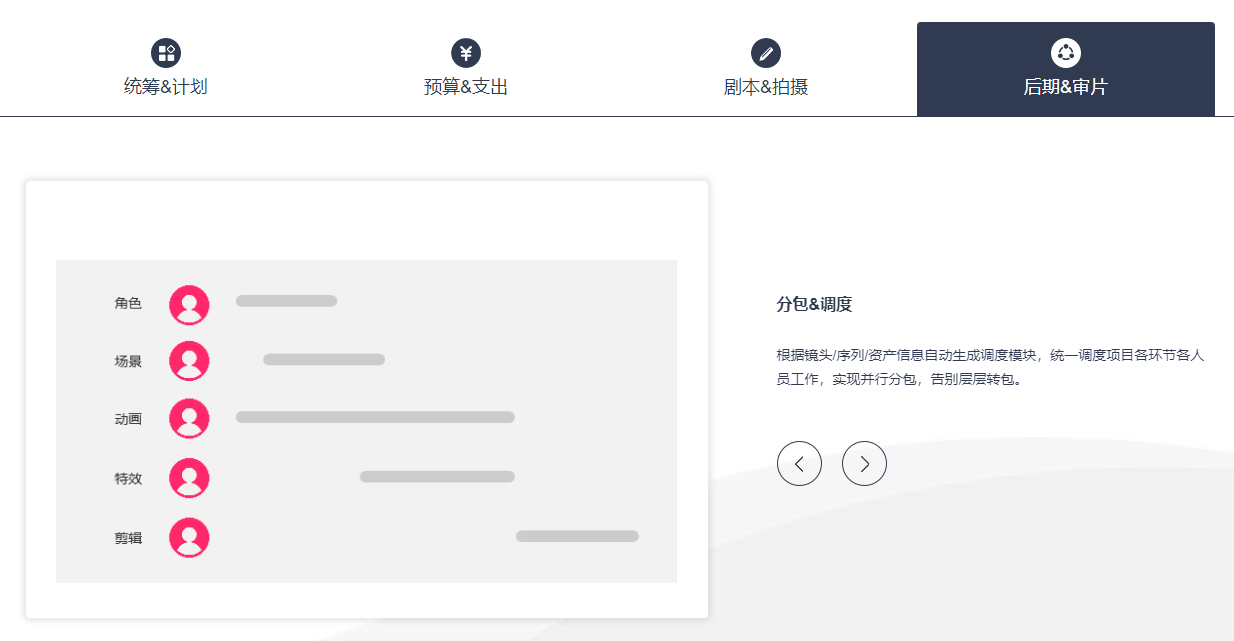 统筹&计划
预算&支出
剧本&拍摄
后期&审片
角色
场景
动画
特效
剪辑
分包&调度
根据镜头/序列/资产信息自动生成调度模块，统一调度项目各环节各人
员工作，实现并行分包，告别层层转包。